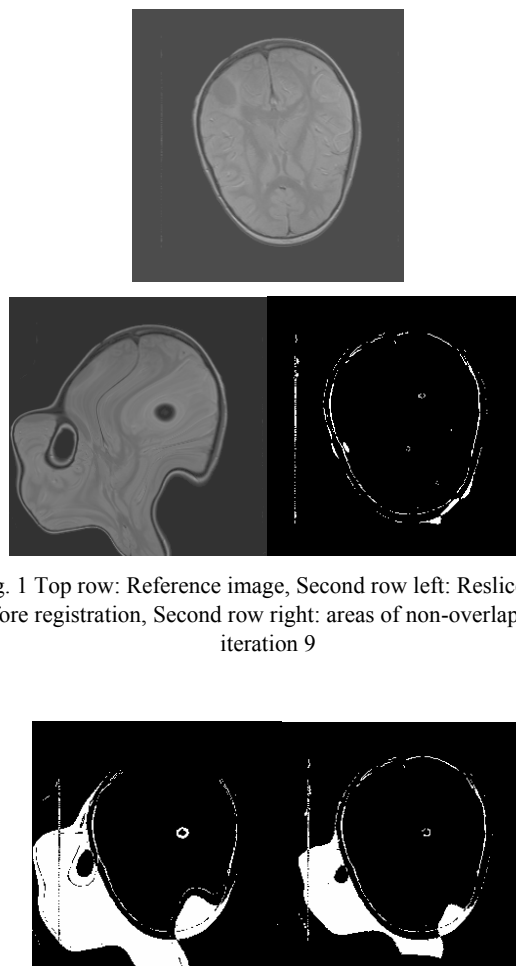 g. 1 Top row: Reference image, Second row left: Reslice
fore registration, Second row right: areas of non-overlap
iteration 9